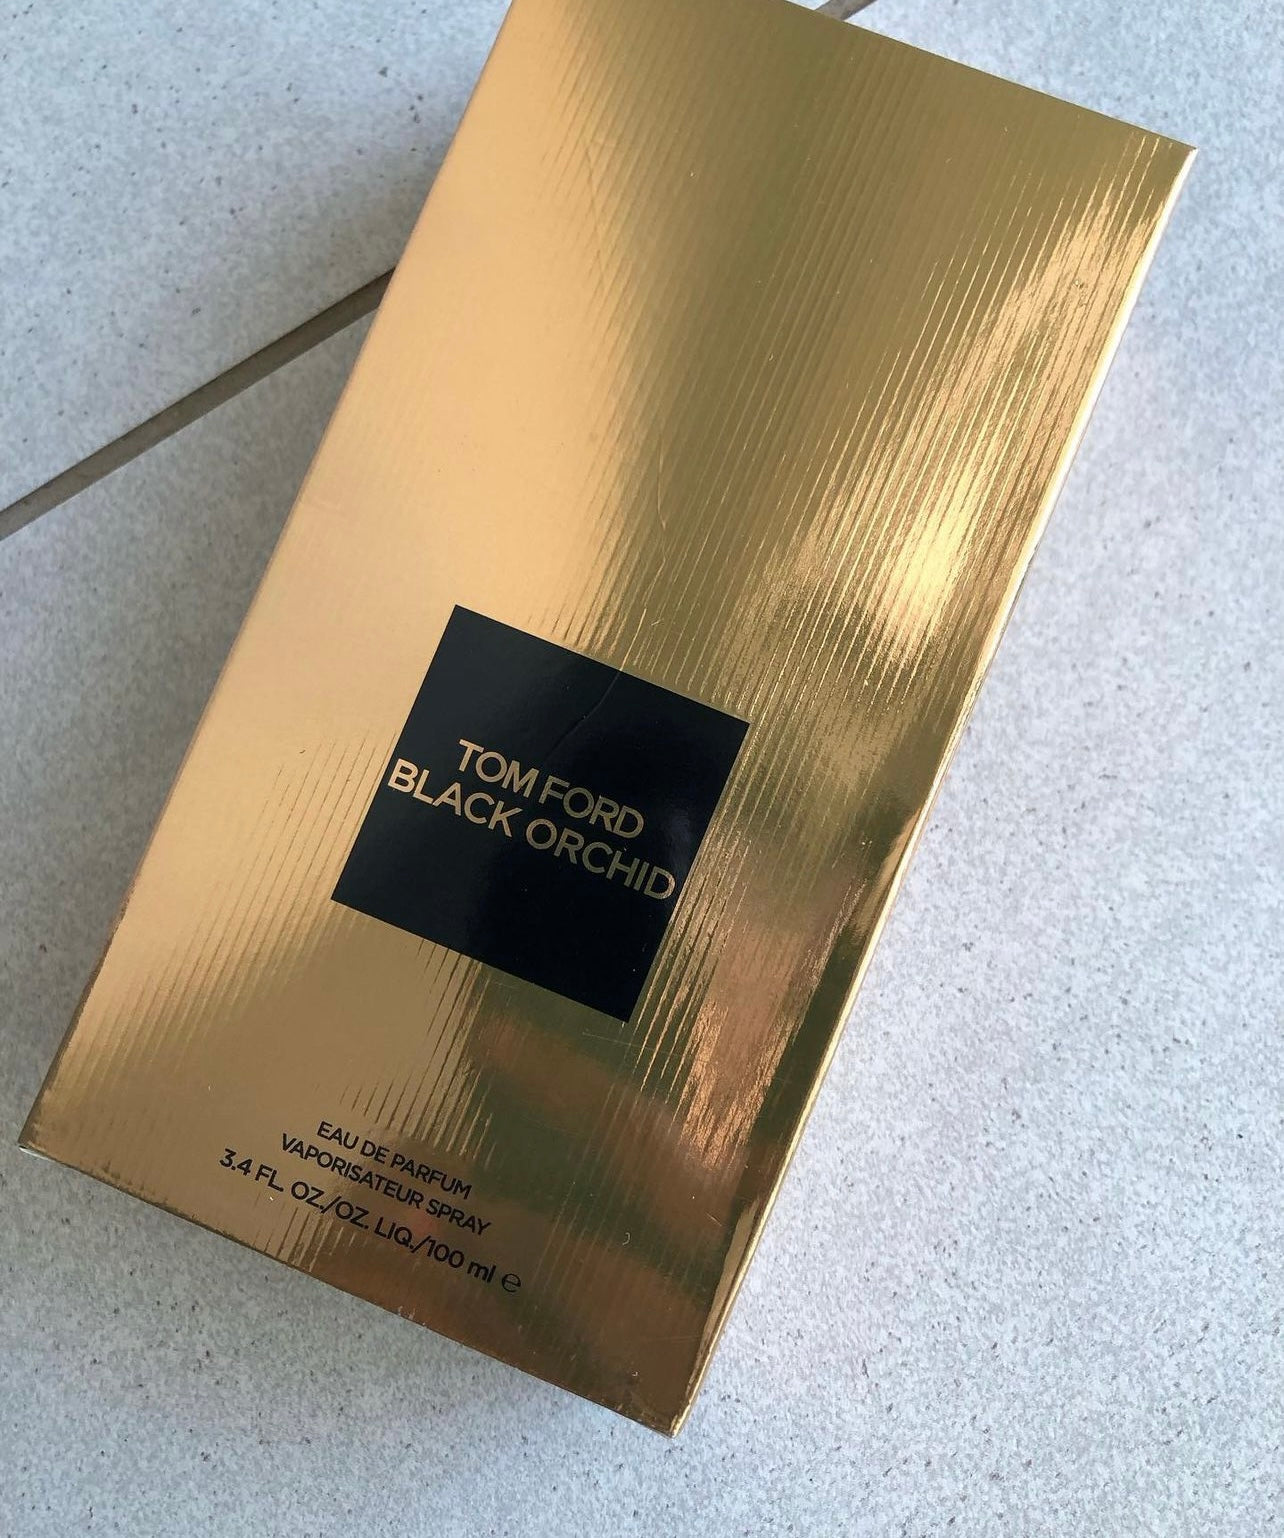 TOM FORD
BLACK ORCHID
EAU DE PARFUM
VAPORISATEUR SPRAY
3.4 FL. OZ./OZ. LIQ./100 ml ℮